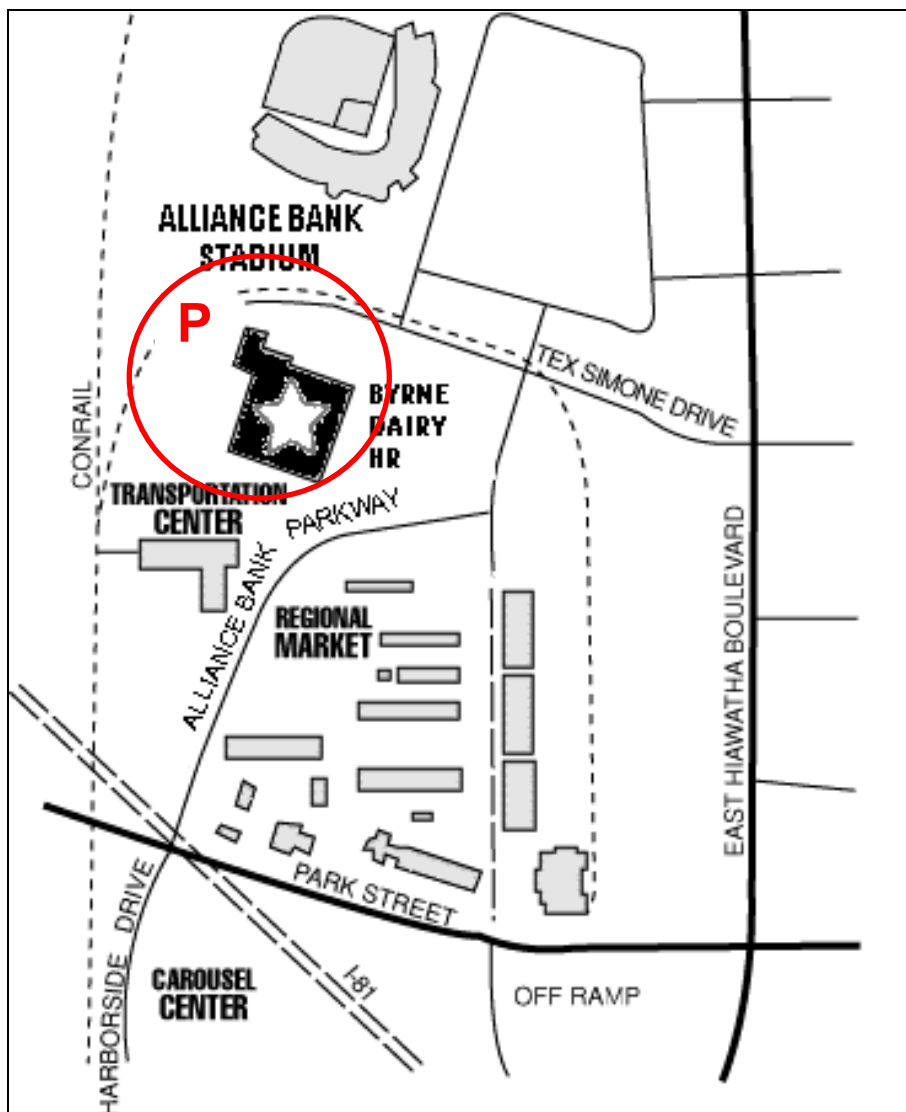 ALLIANCE BANK
STADIUM
P
TEX SIMONE DRIVE
BYRNE
DAIRY
HR
CONRAIL
TRANSPORTATION
CENTER
ALLIANCE BANK PARKWAY
REGIONAL
MARKET
EAST HIAWATHA BOULEVARD
PARK STREET
HARBORSIDE DRIVE
CAROUSEL
CENTER
I-81
OFF RAMP